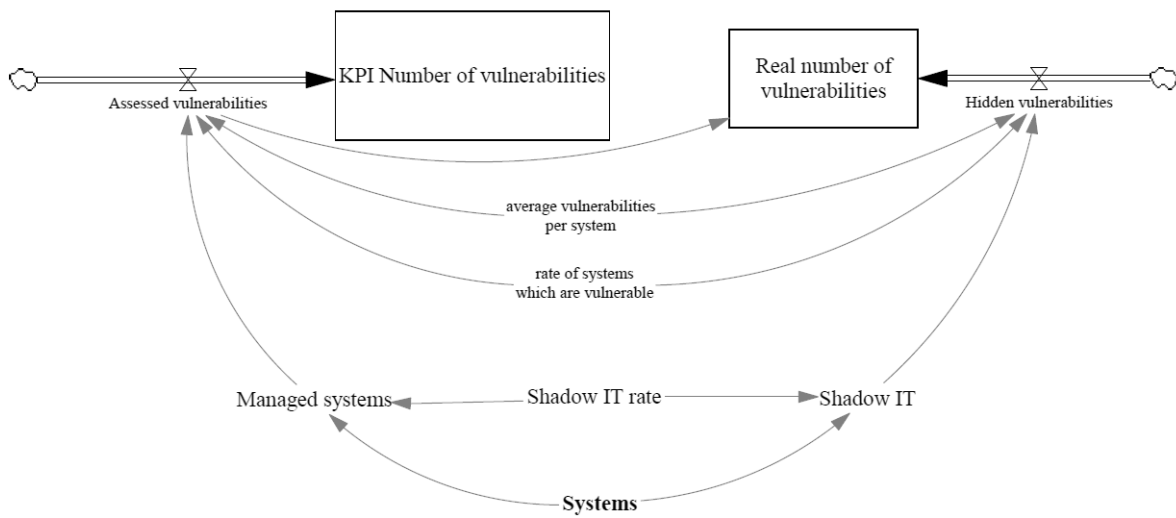 KPI Number of vulnerabilities
Real number of
vulnerabilities
Assessed vulnerabilities
Hidden vulnerabilities
average vulnerabilities
per system
rate of systems
which are vulnerable
Managed systems
Shadow IT rate
Shadow IT
Systems